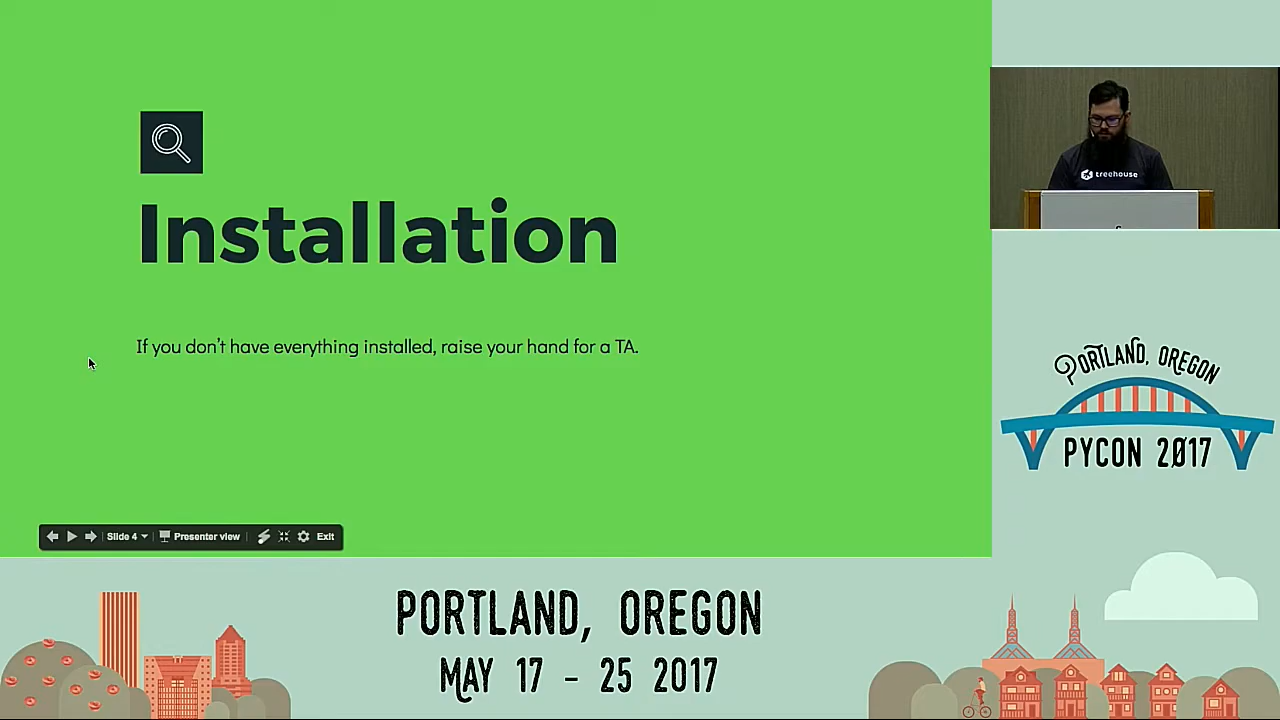 Installation
If you don't have everything installed, raise your hand for a TA.
Slide 4
Presenter view
Exit
treehouse
PORTLAND, OREGON
PYCON 2017
PORTLAND, OREGON
MAY 17 - 25 2017